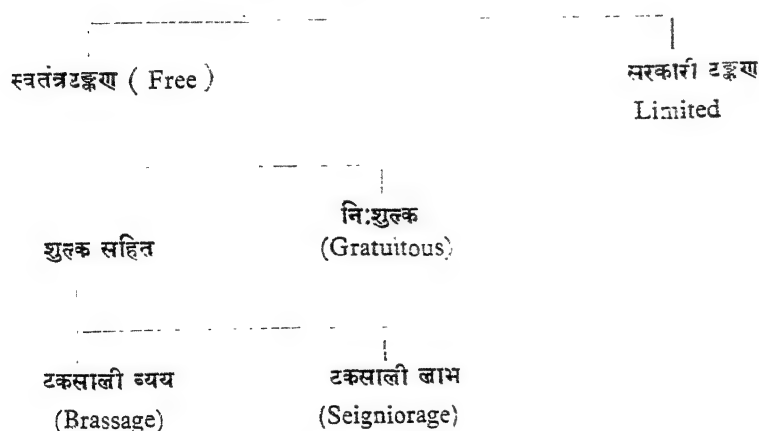 स्वतंत्रटङ्कण ( Free ) सरकारी टङ्कण
Limited
नि:शुल्क
शुल्क सहित (Gratuitous)
टकसाली व्यय टकसाली लाभ
(Brassage) (Seigniorage)